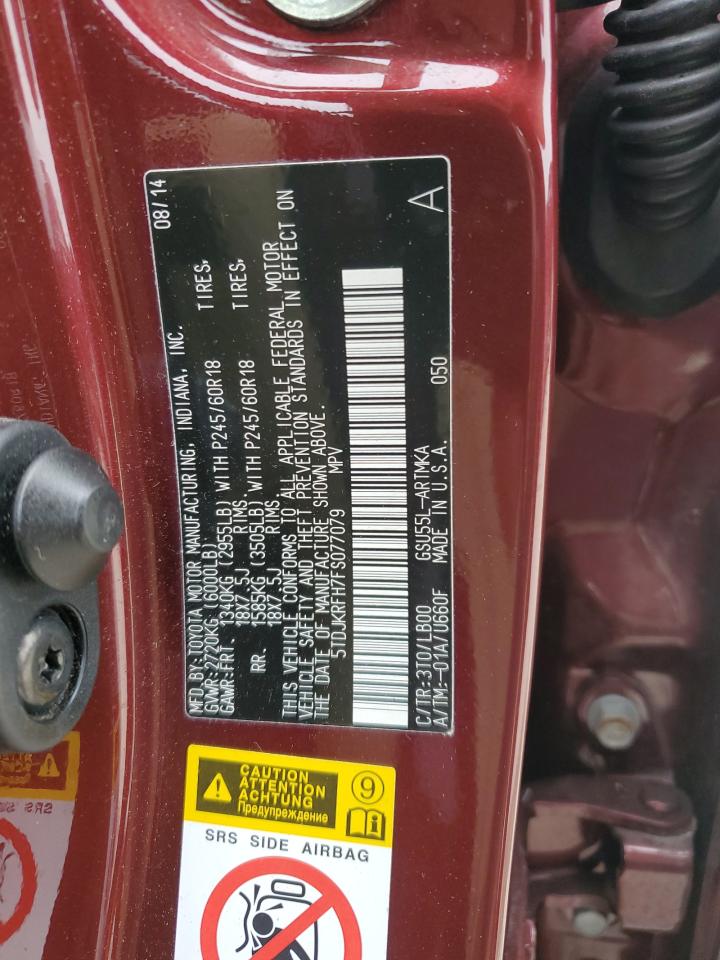 MFD.BY:TOYOTA MOTOR MANUFACTURING, INDIANA, INC. 08/14
GVWR:2720KG(6000LB)
GAWR:FRT. 1340KG (2955LB) WITH P245/60R18 TIRES,
18X7.5J RIMS.
RR. 1585KG (3505LB) WITH P245/60R18 TIRES,
18X7.5J RIMS.
THIS VEHICLE CONFORMS TO ALL APPLICABLE FEDERAL MOTOR
VEHICLE SAFETY AND THEFT PREVENTION STANDARDS IN EFFECT ON
THE DATE OF MANUFACTURE SHOWN ABOVE.
5TDJKRFH7FS077079 MPV
C/TR:3T0/LB00 GSU55L-ARTMKA 050 A
A/TM:-01A/U660F MADE IN U.S.A.
CAUTION
ATTENTION
ACHTUNG
Предупреждение
9
SRS SIDE AIRBAG